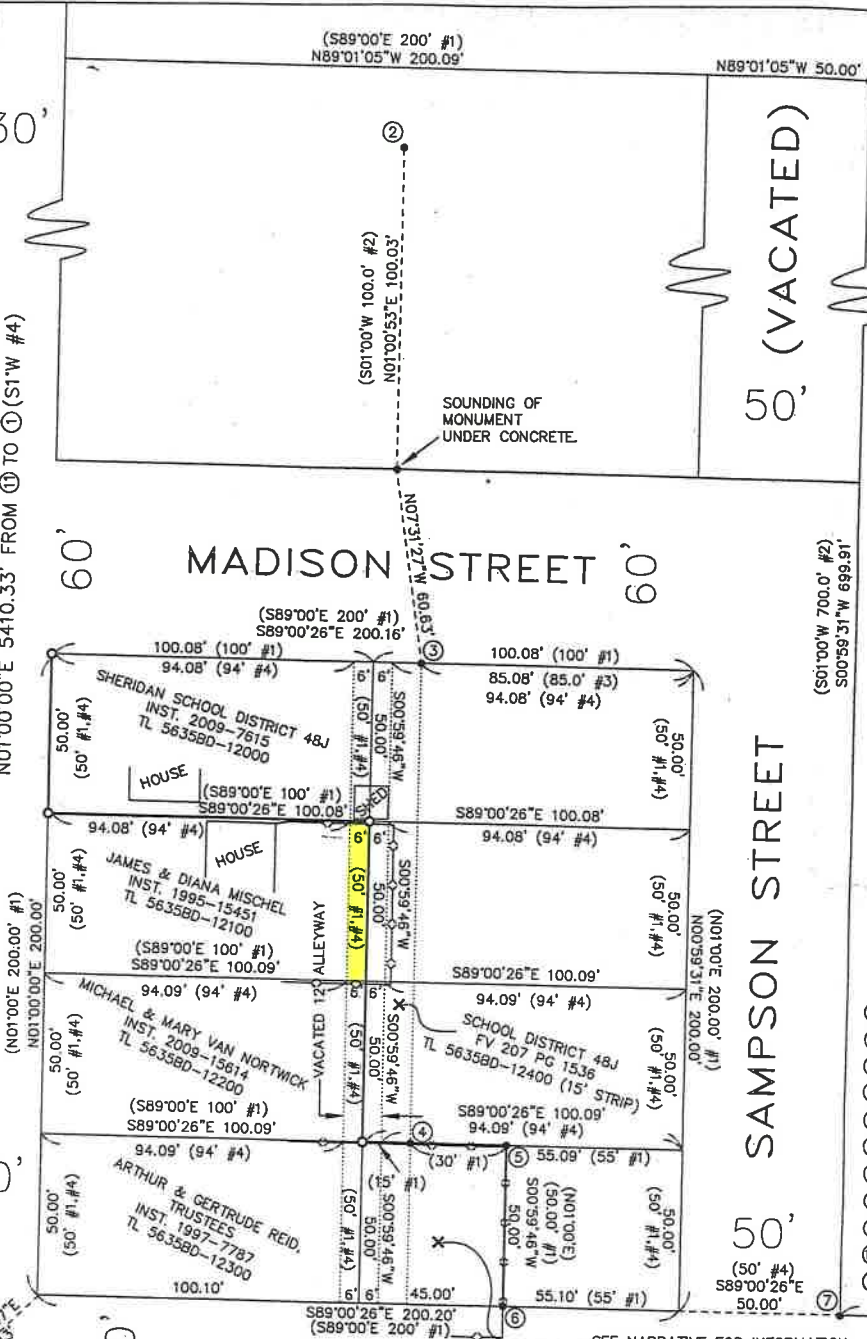 (S89°00'E 200' #1)
N89°01'05"W 200.09'
N89°01'05"W 50.00'
30'
②
(S01°00'W 100.0' #2)
N01°00'53"E 100.03'
(VACATED)
50'
SOUNDING OF
MONUMENT
UNDER CONCRETE.
N01°00'00"E 5410.33' FROM ⑪ TO ① (S1°W #4)
60'
MADISON STREET
60'
N07°31'27"W 60.63'
(S01°00'W 700.0' #2)
S00°59'31"W 699.91'
(S89°00'E 200' #1)
S89°00'26"E 200.16'
③
100.08' (100' #1)
94.08' (94' #4)
6'
6'
100.08' (100' #1)
85.08' (85.0' #3)
94.08' (94' #4)
SHERIDAN SCHOOL DISTRICT 48J
INST. 2009-7615
TL 5635BD-12000
50.00'
(50' #1,#4)
(50' #1,#4)
50.00'
S00°59'46"W
50.00'
(50' #1,#4)
HOUSE
SHED
(S89°00'E 100' #1)
S89°00'26"E 100.08'
S89°00'26"E 100.08'
94.08' (94' #4)
6'
6'
94.08' (94' #4)
HOUSE
JAMES & DIANA MISCHEL
INST. 1995-15451
TL 5635BD-12100
50.00'
(50' #1,#4)
(50' #1,#4)
50.00'
S00°59'46"W
50.00'
(50' #1,#4)
(N01°00'E 200.00' #1)
N01°00'00"E 200.00'
(N01°00'E 200.00' #1)
N00°59'31"E 200.00'
SAMPSON STREET
(S89°00'E 100' #1)
S89°00'26"E 100.09'
S89°00'26"E 100.09'
94.09' (94' #4)
6'
94.09' (94' #4)
VACATED 12' ALLEYWAY
MICHAEL & MARY VAN NORTWICK
INST. 2009-15614
TL 5635BD-12200
50.00'
(50' #1,#4)
(50' #1,#4)
50.00'
S00°59'46"W
SCHOOL DISTRICT 48J
FV 207 PG 1536
TL 5635BD-12400 (15' STRIP)
50.00'
(50' #1,#4)
(S89°00'E 100' #1)
S89°00'26"E 100.09'
S89°00'26"E 100.09'
94.09' (94' #4)
94.09' (94' #4)
④
(30' #1)
⑤
55.09' (55' #1)
(15' #1)
ARTHUR & GERTRUDE REID,
TRUSTEES
INST. 1997-7787
TL 5635BD-12300
50.00'
(50' #1,#4)
(50' #1,#4)
50.00'
S00°59'46"W
50.00'
S00°59'46"W
(50.00' #1)
(N01°00'E)
50.00'
(50' #1,#4)
50'
(50' #4)
S89°00'26"E
50.00'
100.10'
6'
6'
45.00'
55.10' (55' #1)
S89°00'26"E 200.20'
(S89°00'E 200' #1)
⑥
⑦